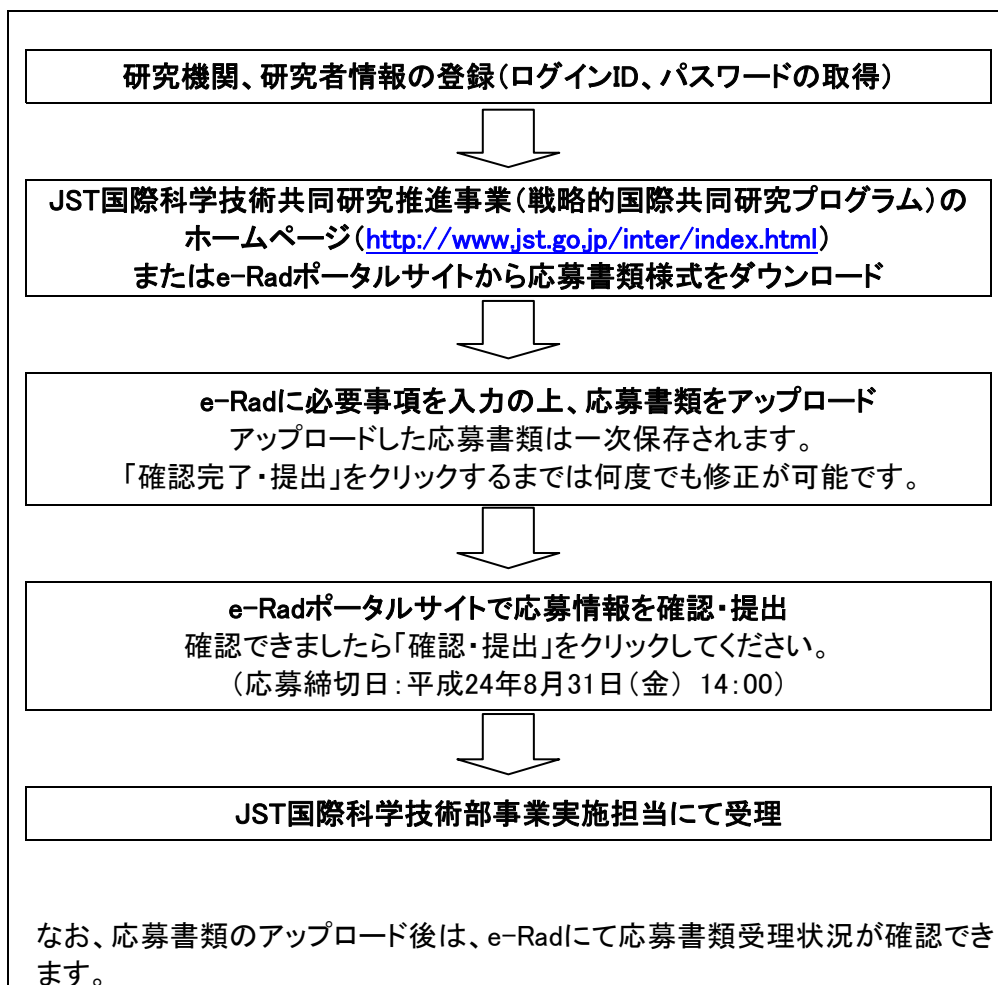 研究機関、研究者情報の登録(ログインID、パスワードの取得)
JST国際科学技術共同研究推進事業(戦略的国際共同研究プログラム)の
ホームページ(http://www.jst.go.jp/inter/index.html)
またはe-Radポータルサイトから応募書類様式をダウンロード
e-Radに必要事項を入力の上、応募書類をアップロード
アップロードした応募書類は一次保存されます。
「確認完了・提出」をクリックするまでは何度でも修正が可能です。
e-Radポータルサイトで応募情報を確認・提出
確認できましたら「確認・提出」をクリックしてください。
(応募締切日:平成24年8月31日(金) 14:00)
JST国際科学技術部事業実施担当にて受理
なお、応募書類のアップロード後は、e-Radにて応募書類受理状況が確認でき
ます。